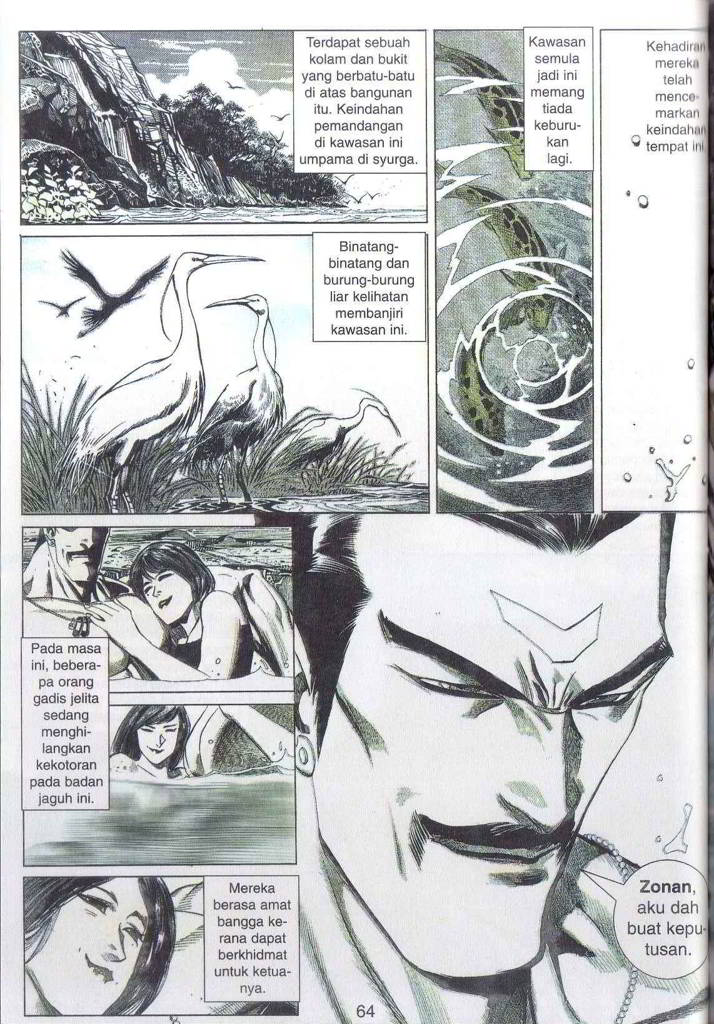 Terdapat sebuah
kolam dan bukit
yang berbatu-batu
di atas bangunan
itu. Keindahan
pemandangan
di kawasan ini
umpama di syurga.
Kawasan
semula
jadi ini
memang
tiada
keburu-
kan
lagi.
Kehadiran
mereka
telah
mence-
markan
keindahan
tempat ini.
Binatang-
binatang dan
burung-burung
liar kelihatan
membanjiri
kawasan ini.
Pada masa
ini, bebera-
pa orang
gadis jelita
sedang
menghi-
langkan
kekotoran
pada badan
jaguh ini.
Zonan,
aku dah
buat kepu-
tusan.
Mereka
berasa amat
bangga ke-
rana dapat
berkhidmat
untuk ketua-
nya.
64